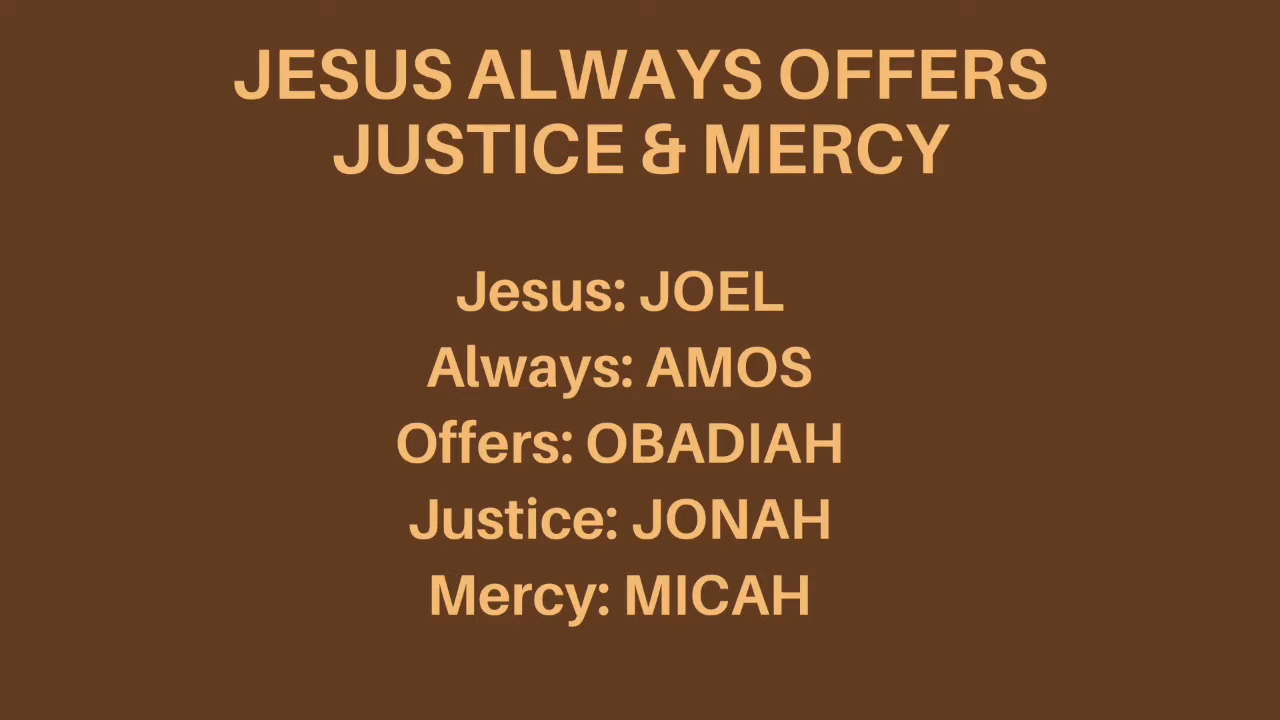 JESUS ALWAYS OFFERS
JUSTICE & MERCY
Jesus: JOEL
Always: AMOS
Offers: OBADIAH
Justice: JONAH
Mercy: MICAH